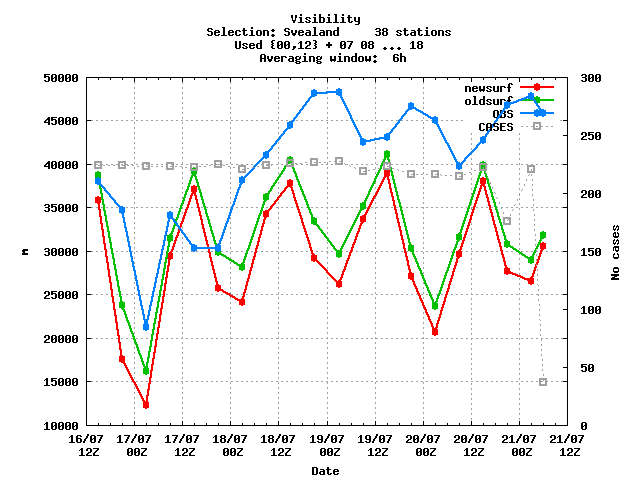 Visibility
Selection: Svealand 38 stations
Used {00,12} + 07 08 ... 18
Averaging window: 6h
50000
45000
40000
35000
30000
25000
20000
15000
10000
m
300
250
200
150
100
50
0
No cases
newsurf
oldsurf
OBS
CASES
16/07 17/07 17/07 18/07 18/07 19/07 19/07 20/07 20/07 21/07 21/07
12Z 00Z 12Z 00Z 12Z 00Z 12Z 00Z 12Z 00Z 12Z
Date